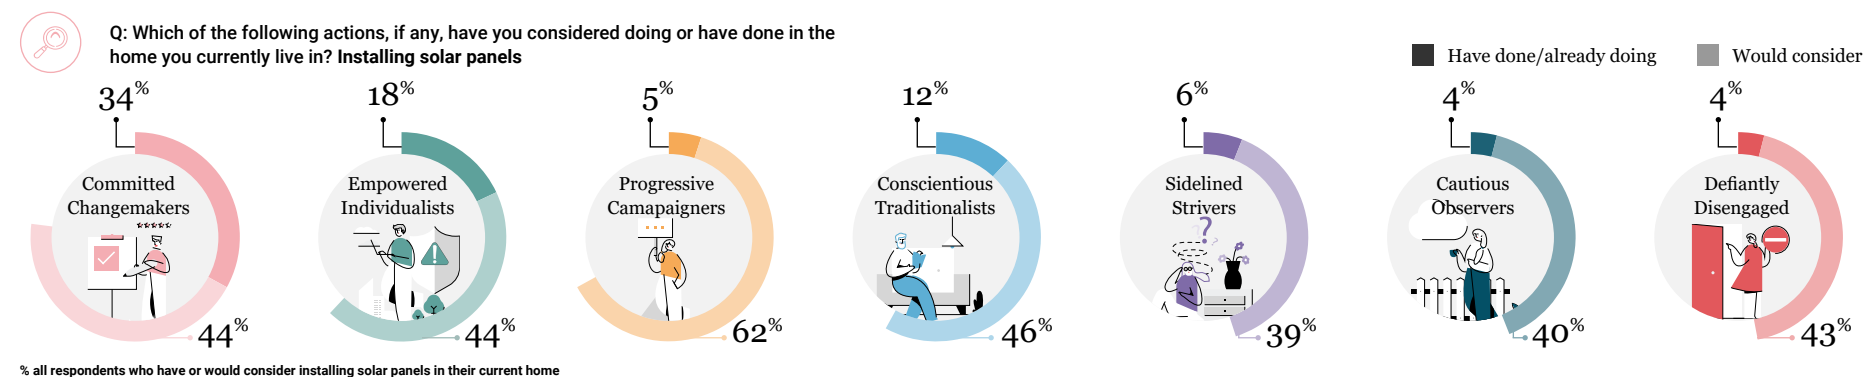 Q: Which of the following actions, if any, have you considered doing or have done in the
home you currently live in? Installing solar panels
Have done/already doing
Would consider
34%
Committed
Changemakers
44%
18%
Empowered
Individualists
44%
5%
Progressive
Camapaigners
62%
12%
Conscientious
Traditionalists
46%
6%
Sidelined
Strivers
39%
4%
Cautious
Observers
40%
4%
Defiantly
Disengaged
43%
% all respondents who have or would consider installing solar panels in their current home